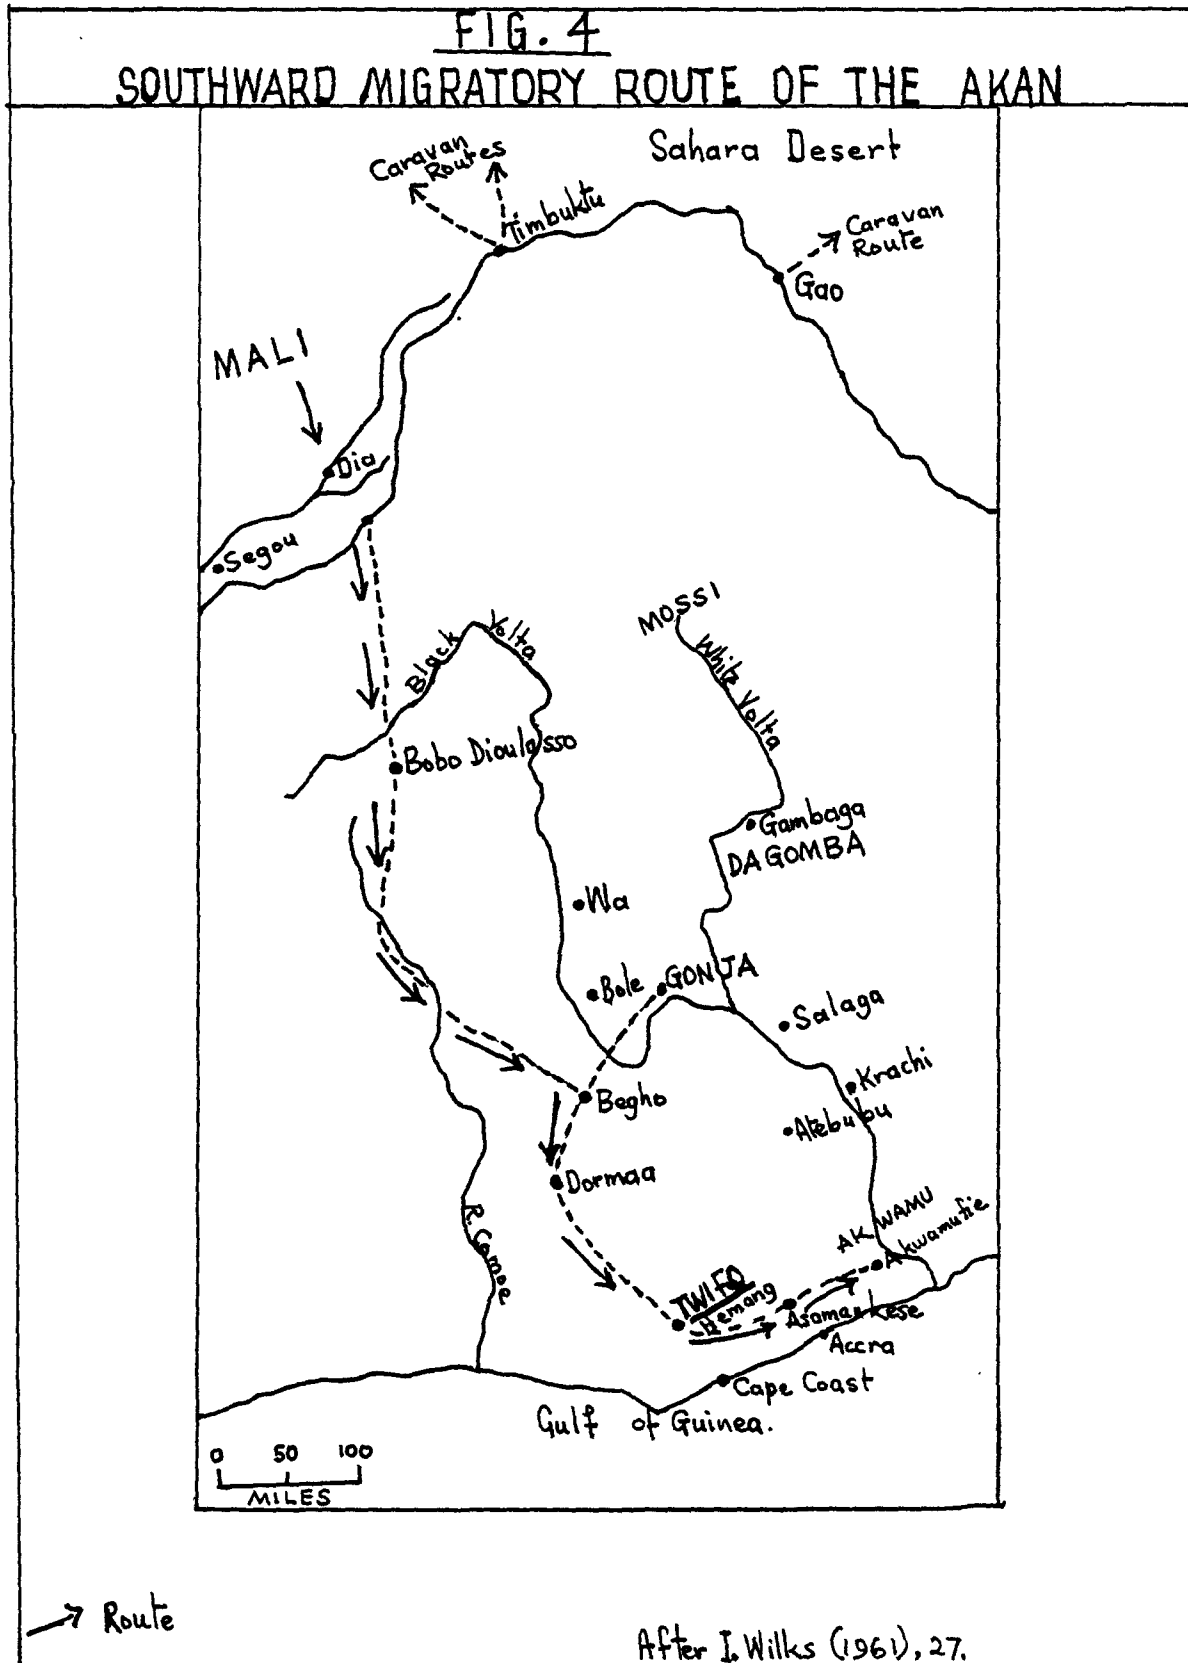 FIG. 4
SOUTHWARD MIGRATORY ROUTE OF THE AKAN
Sahara Desert
Caravan
Routes
Timbuktu
Caravan
Route
Gao
MALI
Dia
Segou
MOSSI
Black Volta
White Volta
Bobo Dioulasso
Gambaga
DAGOMBA
Wa
Bole
GONJA
Salaga
Krachi
Begho
Atebubu
Dormaa
R. Comoe
AKWAMU
Akwamufie
TWIFO
Hemang
Asamankese
Accra
Cape Coast
Gulf of Guinea.
0 50 100
MILES
Route
After I. Wilks (1961), 27.